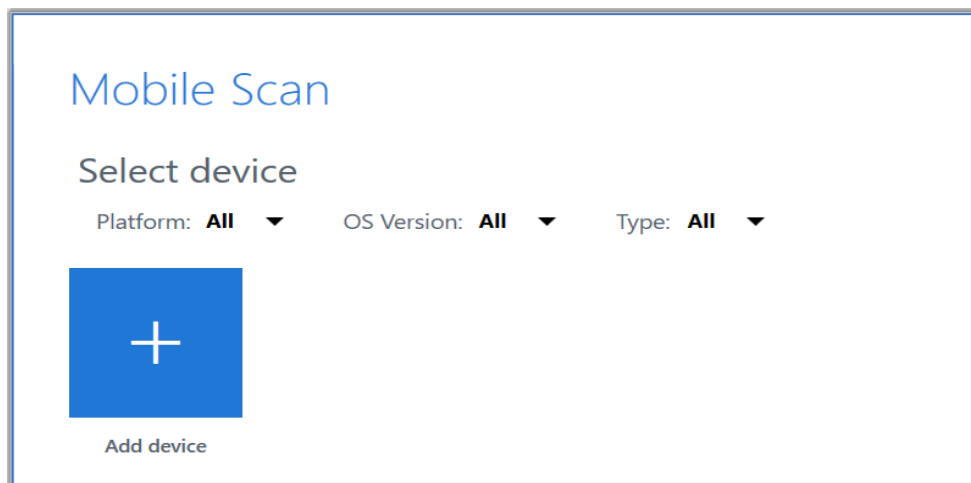 Mobile Scan
Select device
Platform: All OS Version: All Type: All
Add device